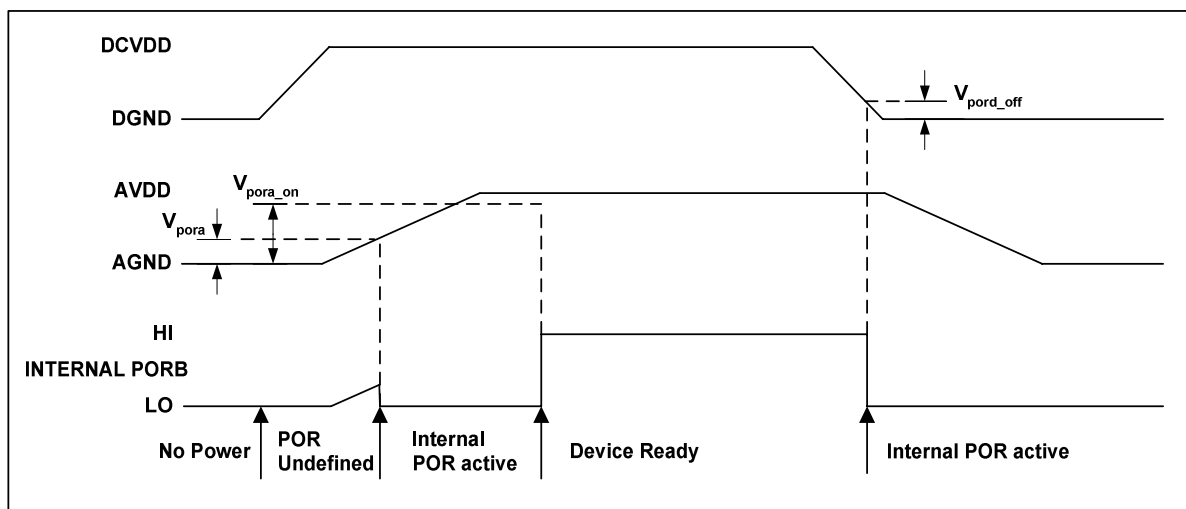 DCVDD
V_pord_off
DGND
AVDD
V_pora_on
V_pora
AGND
HI
INTERNAL PORB
LO
No Power
POR
Undefined
Internal
POR active
Device Ready
Internal POR active